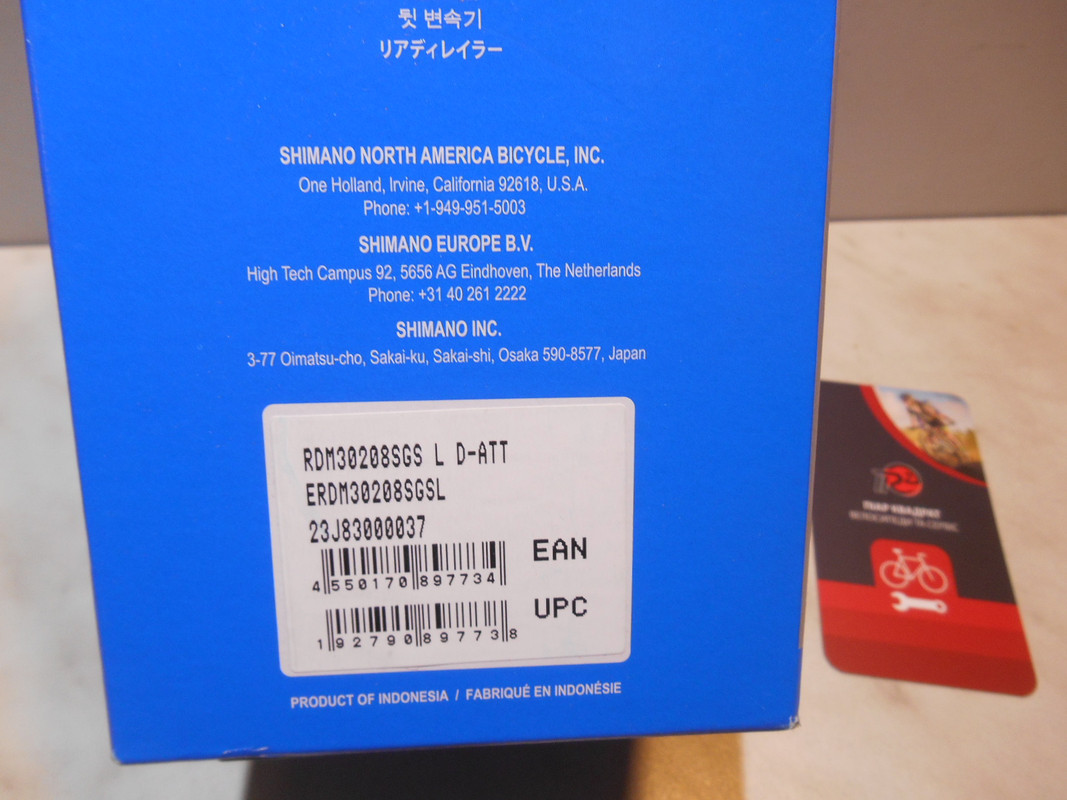 뒷 변속기
リアディレイラー
SHIMANO NORTH AMERICA BICYCLE, INC.
One Holland, Irvine, California 92618, U.S.A.
Phone: +1-949-951-5003
SHIMANO EUROPE B.V.
High Tech Campus 92, 5656 AG Eindhoven, The Netherlands
Phone: +31 40 261 2222
SHIMANO INC.
3-77 Oimatsu-cho, Sakai-ku, Sakai-shi, Osaka 590-8577, Japan
RDM30208SGS L D-ATT
ERDM30208SGSL
23J83000037
4 550170 897734
EAN
1 92790 89773 8
UPC
PRODUCT OF INDONESIA / FABRIQUÉ EN INDONÉSIE
ПАРКВАДРАТ
ВЕЛОСИПЕДИ ТА СЕРВІС